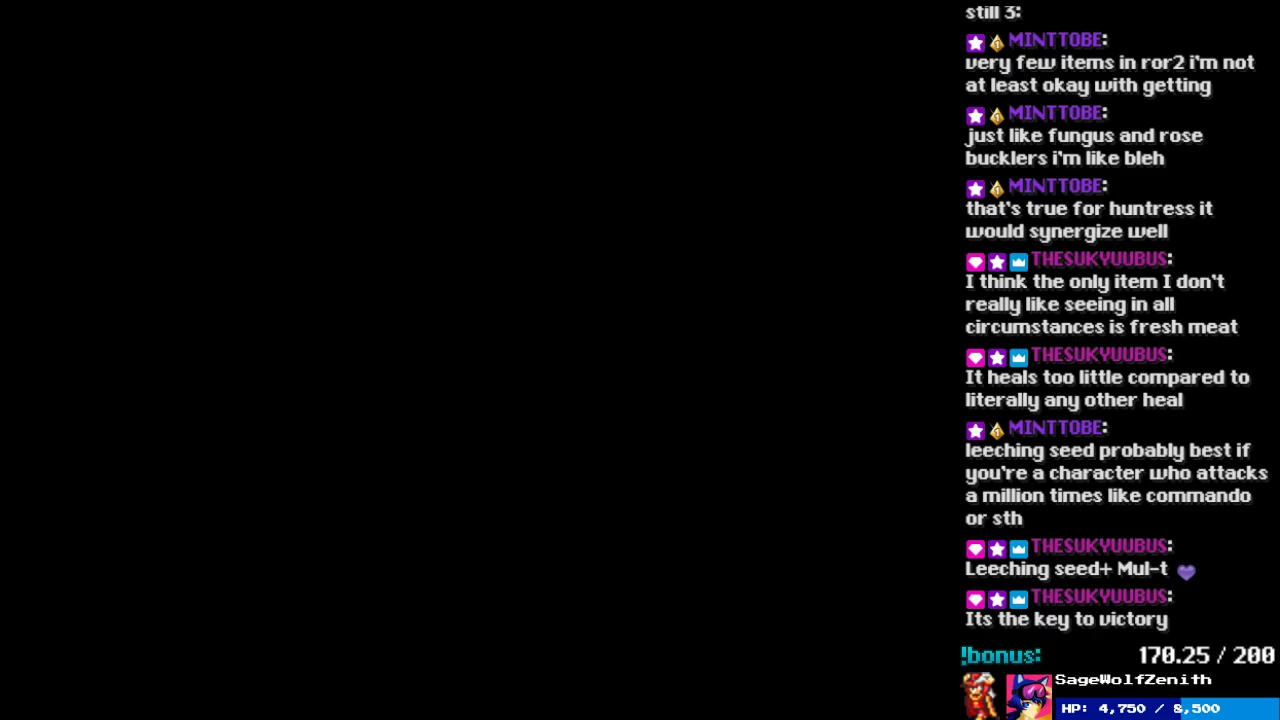 still 3:
MINTTOBE:
very few items in ror2 i'm not
at least okay with getting
MINTTOBE:
just like fungus and rose
bucklers i'm like bleh
MINTTOBE:
that's true for huntress it
would synergize well
THESUKYUUBUS:
I think the only item I don't
really like seeing in all
circumstances is fresh meat
THESUKYUUBUS:
It heals too little compared to
literally any other heal
MINTTOBE:
leeching seed probably best if
you're a character who attacks
a million times like commando
or sth
THESUKYUUBUS:
Leeching seed+ Mul-t
THESUKYUUBUS:
Its the key to victory
!bonus: 170.25 / 200
SageWolfZenith
HP: 4,750 / 8,500